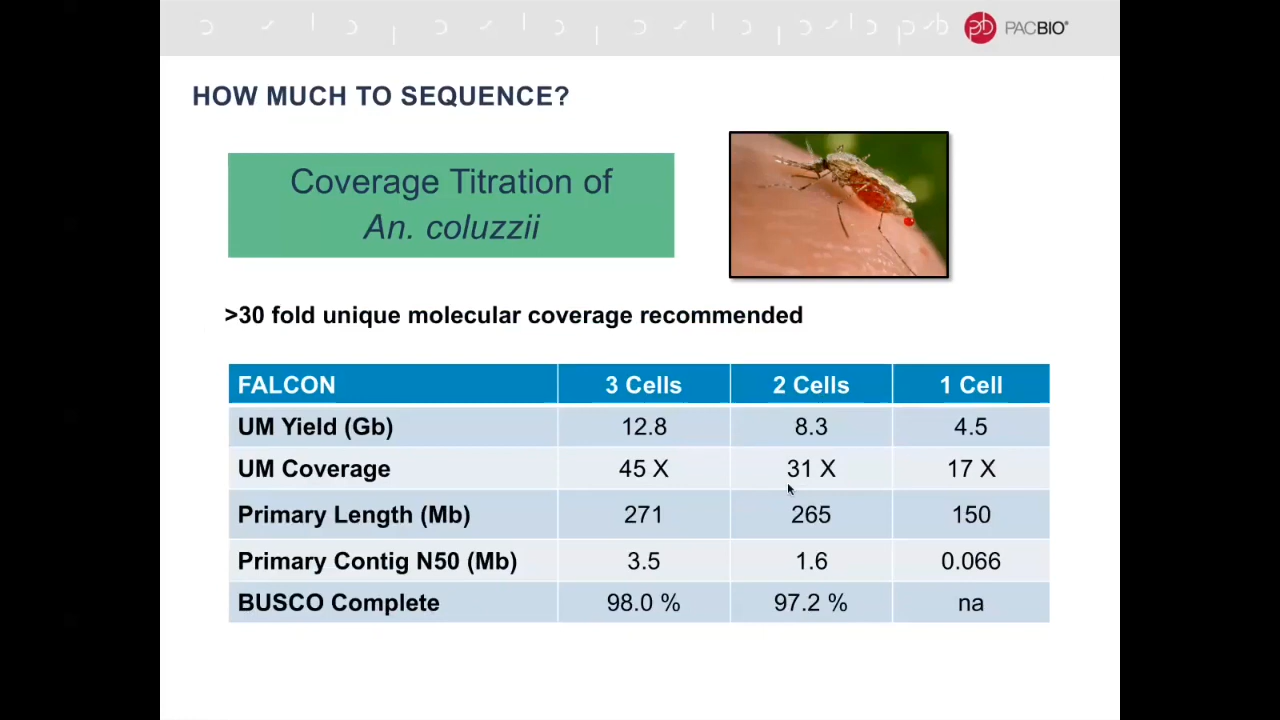 PACBIO®
HOW MUCH TO SEQUENCE?
Coverage Titration of
An. coluzzii
>30 fold unique molecular coverage recommended
FALCON 3 Cells 2 Cells 1 Cell
UM Yield (Gb) 12.8 8.3 4.5
UM Coverage 45 X 31 X 17 X
Primary Length (Mb) 271 265 150
Primary Contig N50 (Mb) 3.5 1.6 0.066
BUSCO Complete 98.0 % 97.2 % na